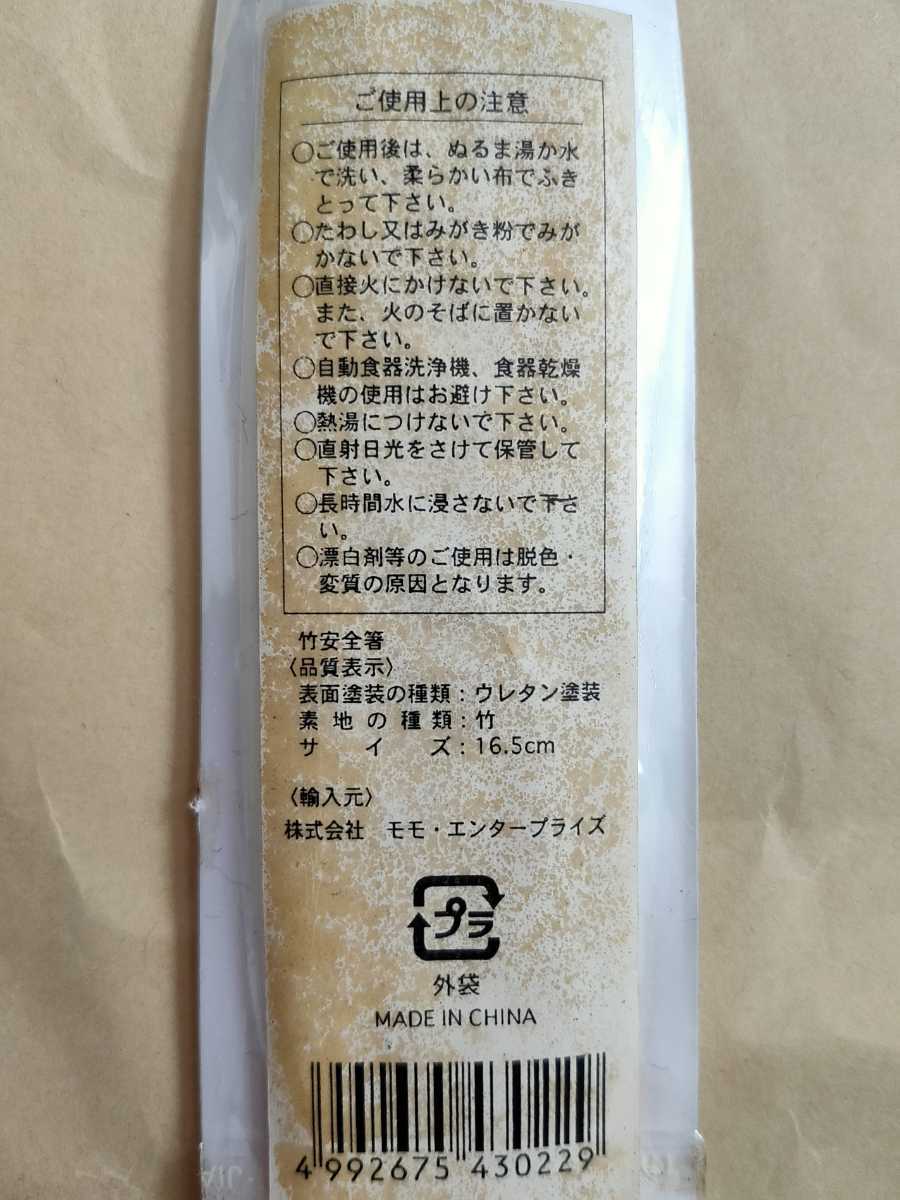 ご使用上の注意
○ご使用後は、ぬるま湯か水
で洗い、柔らかい布でふき
とって下さい。
○たわし又はみがき粉でみが
かないで下さい。
○直接火にかけないで下さい。
また、火のそばに置かない
で下さい。
○自動食器洗浄機、食器乾燥
機の使用はお避け下さい。
○熱湯につけないで下さい。
○直射日光をさけて保管して
下さい。
○長時間水に浸さないで下さ
い。
○漂白剤等のご使用は脱色・
変質の原因となります。
竹安全箸
〈品質表示〉
表面塗装の種類：ウレタン塗装
素地の種類：竹
サイズ：16.5cm
〈輸入元〉
株式会社 モモ・エンタープライズ
プラ
外袋
MADE IN CHINA
4 992675 430229